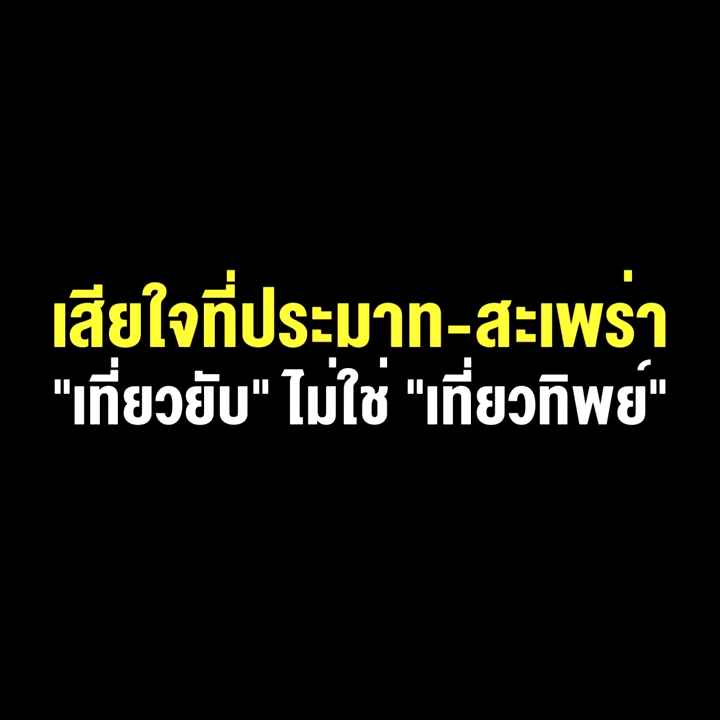 เสียใจที่ประมาท-สะเพร่า
"เที่ยวยับ" ไม่ใช่ "เที่ยวทิพย์"